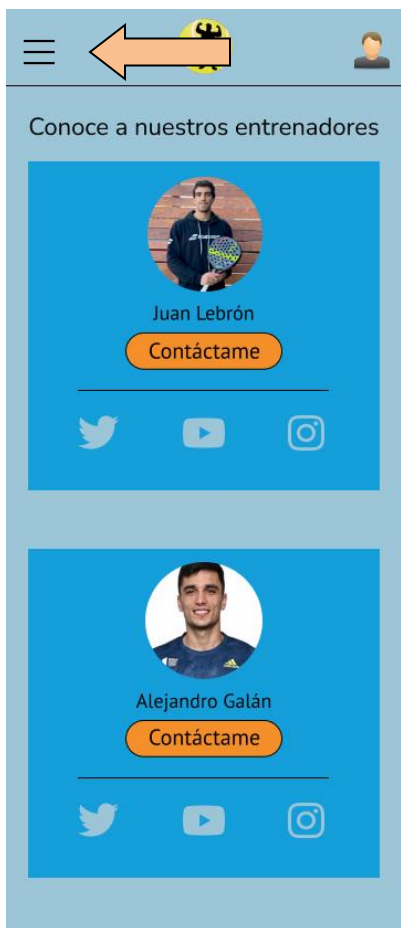 Conoce a nuestros entrenadores
Juan Lebrón
Contáctame
Alejandro Galán
Contáctame